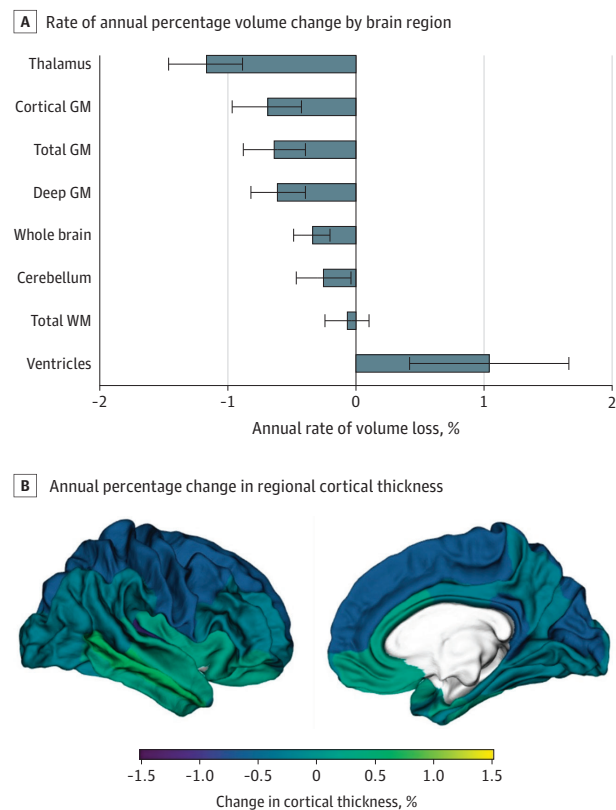 A Rate of annual percentage volume change by brain region
Thalamus
Cortical GM
Total GM
Deep GM
Whole brain
Cerebellum
Total WM
Ventricles
-2 -1 0 1 2
Annual rate of volume loss, %
B Annual percentage change in regional cortical thickness
-1.5 -1.0 -0.5 0 0.5 1.0 1.5
Change in cortical thickness, %